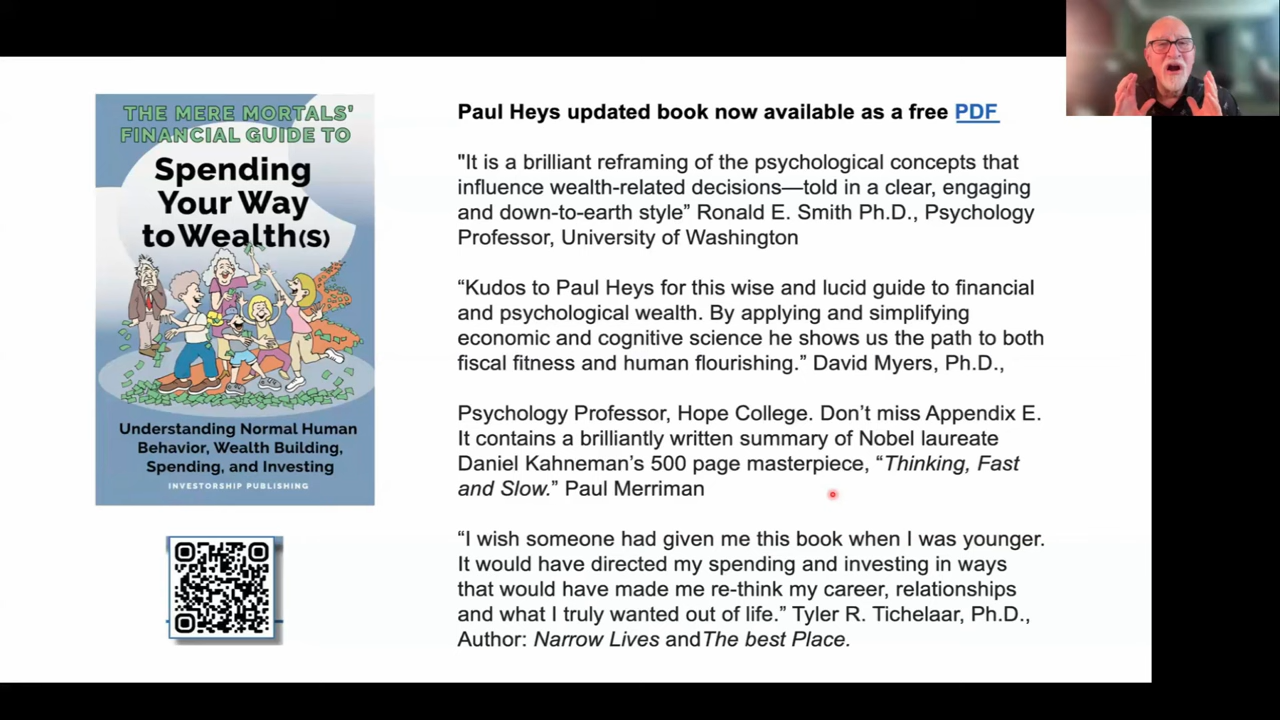 THE MERE MORTALS'
FINANCIAL GUIDE TO
Spending
Your Way
to Wealth(s)
Understanding Normal Human
Behavior, Wealth Building,
Spending, and Investing
INVESTORSHIP PUBLISHING
Paul Heys updated book now available as a free PDF
"It is a brilliant reframing of the psychological concepts that
influence wealth-related decisions—told in a clear, engaging
and down-to-earth style” Ronald E. Smith Ph.D., Psychology
Professor, University of Washington
“Kudos to Paul Heys for this wise and lucid guide to financial
and psychological wealth. By applying and simplifying
economic and cognitive science he shows us the path to both
fiscal fitness and human flourishing.” David Myers, Ph.D.,
Psychology Professor, Hope College. Don’t miss Appendix E.
It contains a brilliantly written summary of Nobel laureate
Daniel Kahneman’s 500 page masterpiece, “Thinking, Fast
and Slow.” Paul Merriman
“I wish someone had given me this book when I was younger.
It would have directed my spending and investing in ways
that would have made me re-think my career, relationships
and what I truly wanted out of life.” Tyler R. Tichelaar, Ph.D.,
Author: Narrow Lives andThe best Place.